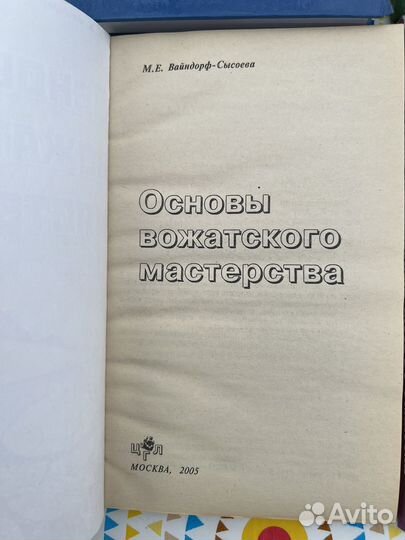 М.Е. Вайндорф-Сысоева
Основы
вожатского
мастерства
ЦГЛ
МОСКВА, 2005
Avito